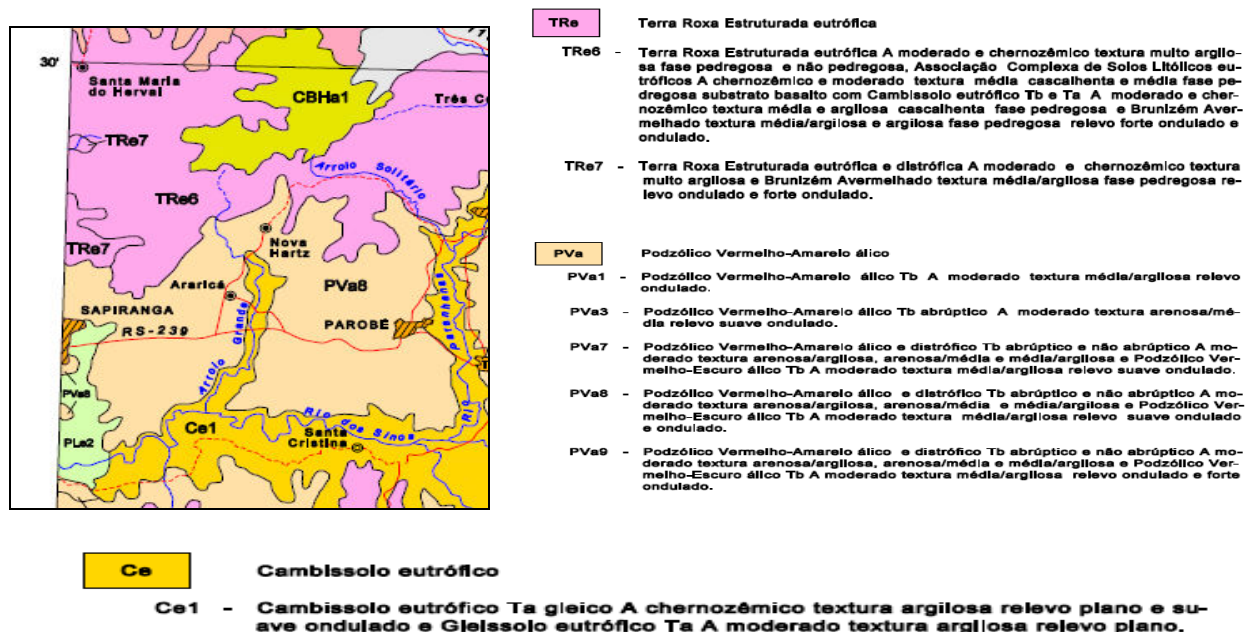 30'
Santa Maria
do Herval
CBHa1
Três Co
TRe7
Arroio Solitário
TRe6
TRe7
Nova
Hartz
Araricá
PVa8
SAPIRANGA
RS-239
PAROBÉ
Arroio Grande
Rio Paranhana
PVa8
PLa2
Ce1
Rio dos Sinos
Santa
Cristina
TRe Terra Roxa Estruturada eutrófica
TRe6 - Terra Roxa Estruturada eutrófica A moderado e chernozêmico textura muito argilo-
sa fase pedregosa e não pedregosa, Associação Complexa de Solos Litólicos eu-
tróficos A chernozêmico e moderado textura média cascalhenta e média fase pe-
dregosa substrato basalto com Cambissolo eutrófico Tb e Ta A moderado e cher-
nozêmico textura média e argilosa cascalhenta fase pedregosa e Brunizém Aver-
melhado textura média/argilosa e argilosa fase pedregosa relevo forte ondulado e
ondulado.
TRe7 - Terra Roxa Estruturada eutrófica e distrófica A moderado e chernozêmico textura
muito argilosa e Brunizém Avermelhado textura média/argilosa fase pedregosa re-
levo ondulado e forte ondulado.
PVa Podzólico Vermelho-Amarelo álico
PVa1 - Podzólico Vermelho-Amarelo álico Tb A moderado textura média/argilosa relevo
ondulado.
PVa3 - Podzólico Vermelho-Amarelo álico Tb abrúptico A moderado textura arenosa/mé-
dia relevo suave ondulado.
PVa7 - Podzólico Vermelho-Amarelo álico e distrófico Tb abrúptico e não abrúptico A mo-
derado textura arenosa/argilosa, arenosa/média e média/argilosa e Podzólico Ver-
melho-Escuro álico Tb A moderado textura média/argilosa relevo suave ondulado.
PVa8 - Podzólico Vermelho-Amarelo álico e distrófico Tb abrúptico e não abrúptico A mo-
derado textura arenosa/argilosa, arenosa/média e média/argilosa e Podzólico Ver-
melho-Escuro álico Tb A moderado textura média/argilosa relevo suave ondulado
e ondulado.
PVa9 - Podzólico Vermelho-Amarelo álico e distrófico Tb abrúptico e não abrúptico A mo-
derado textura arenosa/argilosa, arenosa/média e média/argilosa e Podzólico Ver-
melho-Escuro álico Tb A moderado textura média/argilosa relevo ondulado e forte
ondulado.
Ce Cambissolo eutrófico
Ce1 - Cambissolo eutrófico Ta gleico A chernozêmico textura argilosa relevo plano e su-
ave ondulado e Gleissolo eutrófico Ta A moderado textura argilosa relevo plano.